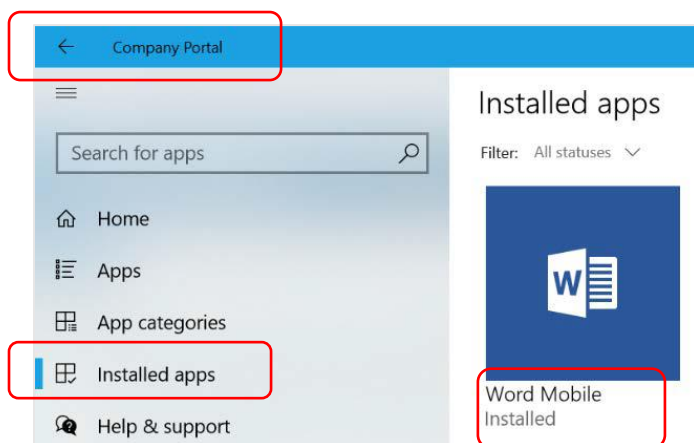 Company Portal
Search for apps
Home
Apps
App categories
Installed apps
Help & support
Installed apps
Filter: All statuses
W
Word Mobile
Installed